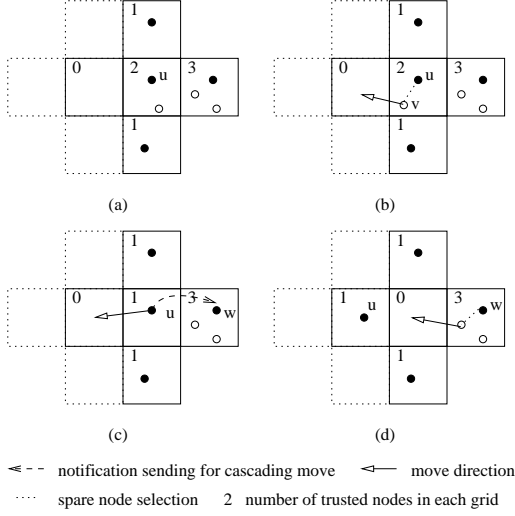 1 1
0 2 u 3 0 2 u 3
v
1 1
(a) (b)
1 1
0 1 u 3 w 1 u 0 3 w
1 1
(c) (d)
notification sending for cascading move move direction
spare node selection 2 number of trusted nodes in each grid